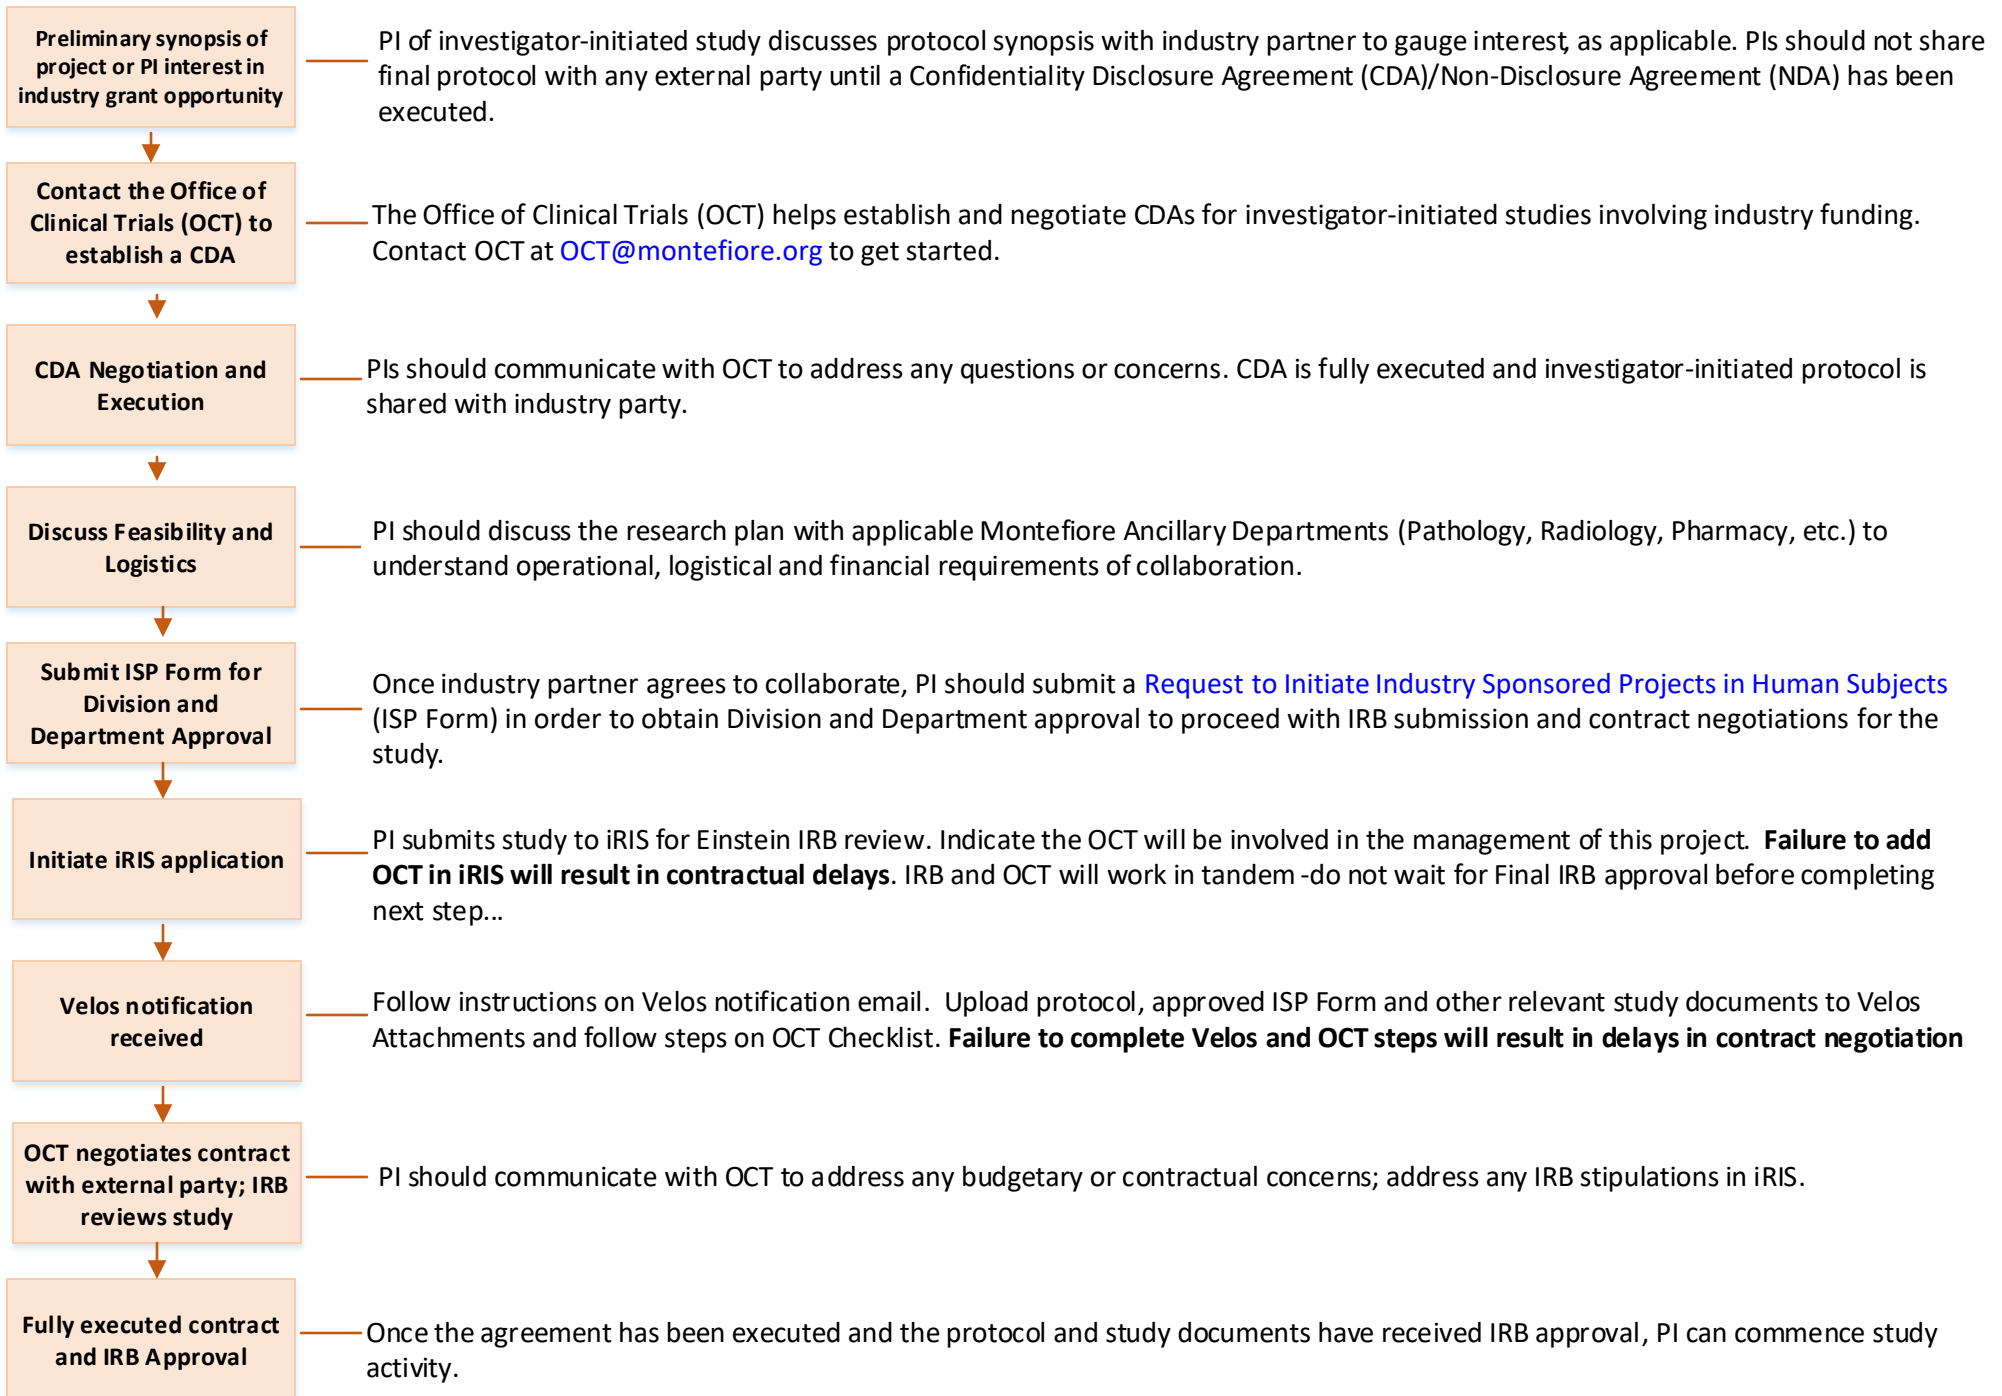 Preliminary synopsis of
project or PI interest in
industry grant opportunity
PI of investigator-initiated study discusses protocol synopsis with industry partner to gauge interest, as applicable. PIs should not share
final protocol with any external party until a Confidentiality Disclosure Agreement (CDA)/Non-Disclosure Agreement (NDA) has been
executed.
Contact the Office of
Clinical Trials (OCT) to
establish a CDA
The Office of Clinical Trials (OCT) helps establish and negotiate CDAs for investigator-initiated studies involving industry funding.
Contact OCT at OCT@montefiore.org to get started.
CDA Negotiation and
Execution
PIs should communicate with OCT to address any questions or concerns. CDA is fully executed and investigator-initiated protocol is
shared with industry party.
Discuss Feasibility and
Logistics
PI should discuss the research plan with applicable Montefiore Ancillary Departments (Pathology, Radiology, Pharmacy, etc.) to
understand operational, logistical and financial requirements of collaboration.
Submit ISP Form for
Division and
Department Approval
Once industry partner agrees to collaborate, PI should submit a Request to Initiate Industry Sponsored Projects in Human Subjects
(ISP Form) in order to obtain Division and Department approval to proceed with IRB submission and contract negotiations for the
study.
Initiate iRIS application
PI submits study to iRIS for Einstein IRB review. Indicate the OCT will be involved in the management of this project. Failure to add
OCT in iRIS will result in contractual delays. IRB and OCT will work in tandem -do not wait for Final IRB approval before completing
next step...
Velos notification
received
Follow instructions on Velos notification email. Upload protocol, approved ISP Form and other relevant study documents to Velos
Attachments and follow steps on OCT Checklist. Failure to complete Velos and OCT steps will result in delays in contract negotiation
OCT negotiates contract
with external party; IRB
reviews study
PI should communicate with OCT to address any budgetary or contractual concerns; address any IRB stipulations in iRIS.
Fully executed contract
and IRB Approval
Once the agreement has been executed and the protocol and study documents have received IRB approval, PI can commence study
activity.